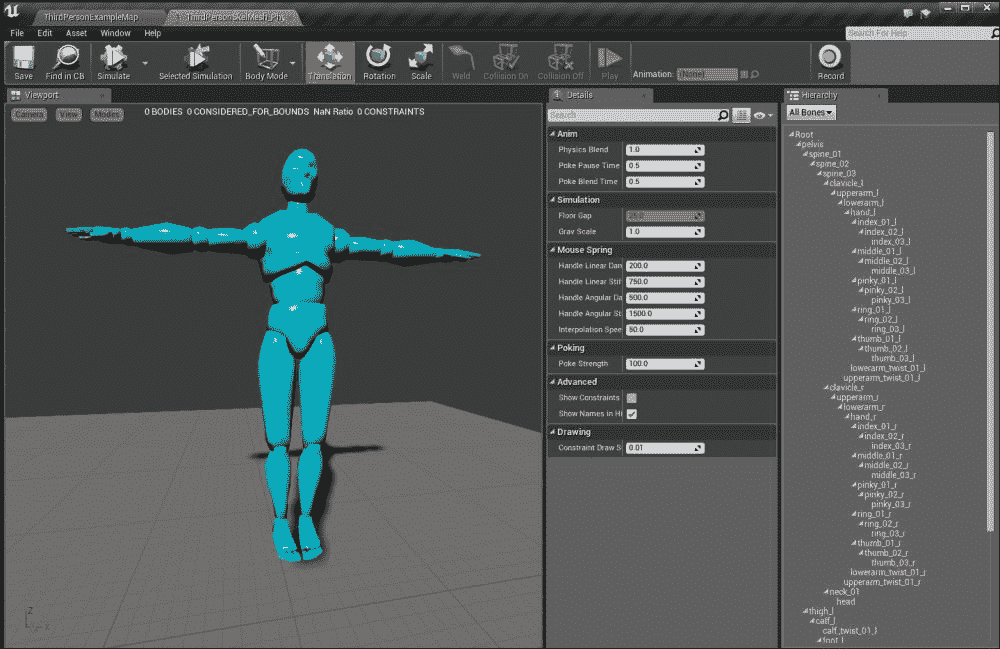 ThirdPersonExampleMap
ThirdPersonSkelMesh_Phy
File Edit Asset Window Help
Search For Help
Save
Find in CB
Simulate
Selected Simulation
Body Mode
Translation
Rotation
Scale
Weld
Collision On
Collision Off
Play
Animation: (None)
Record
Viewport
Camera View Modes
0 BODIES 0 CONSIDERED_FOR_BOUNDS NaN Ratio 0 CONSTRAINTS
Z
X
Details
Search
Anim
Physics Blend 1.0
Poke Pause Time 0.5
Poke Blend Time 0.5
Simulation
Floor Gap
Grav Scale 1.0
Mouse Spring
Handle Linear Dan 200.0
Handle Linear Stif 750.0
Handle Angular Da 500.0
Handle Angular St 1500.0
Interpolation Spee 50.0
Poking
Poke Strength 100.0
Advanced
Show Constraints
Show Names in Hi
Drawing
Constraint Draw S 0.01
Hierarchy
All Bones
Root
pelvis
spine_01
spine_02
spine_03
clavicle_l
upperarm_l
lowerarm_l
hand_l
index_01_l
index_02_l
index_03_l
middle_01_l
middle_02_l
middle_03_l
pinky_01_l
pinky_02_l
pinky_03_l
ring_01_l
ring_02_l
ring_03_l
thumb_01_l
thumb_02_l
thumb_03_l
lowerarm_twist_01_l
upperarm_twist_01_l
clavicle_r
upperarm_r
lowerarm_r
hand_r
index_01_r
index_02_r
index_03_r
middle_01_r
middle_02_r
middle_03_r
pinky_01_r
pinky_02_r
pinky_03_r
ring_01_r
ring_02_r
ring_03_r
thumb_01_r
thumb_02_r
thumb_03_r
lowerarm_twist_01_r
upperarm_twist_01_r
neck_01
head
thigh_l
calf_l
calf_twist_01_l
foot_l